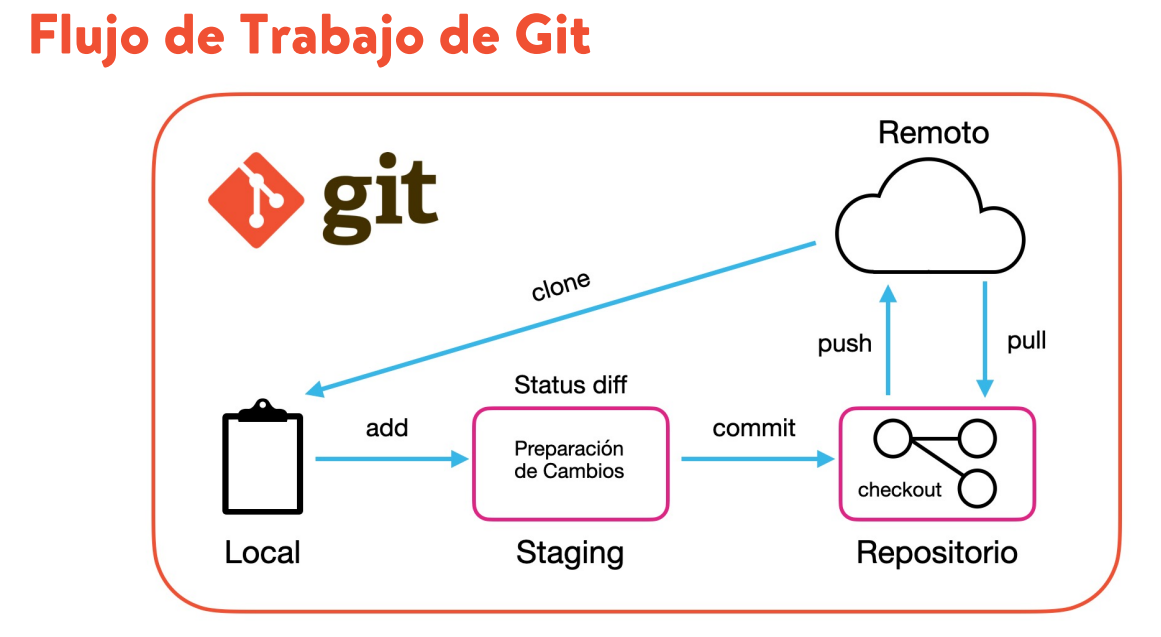 Flujo de Trabajo de Git
git
Remoto
clone
push
pull
Status diff
add
Preparación
de Cambios
commit
checkout
Local
Staging
Repositorio